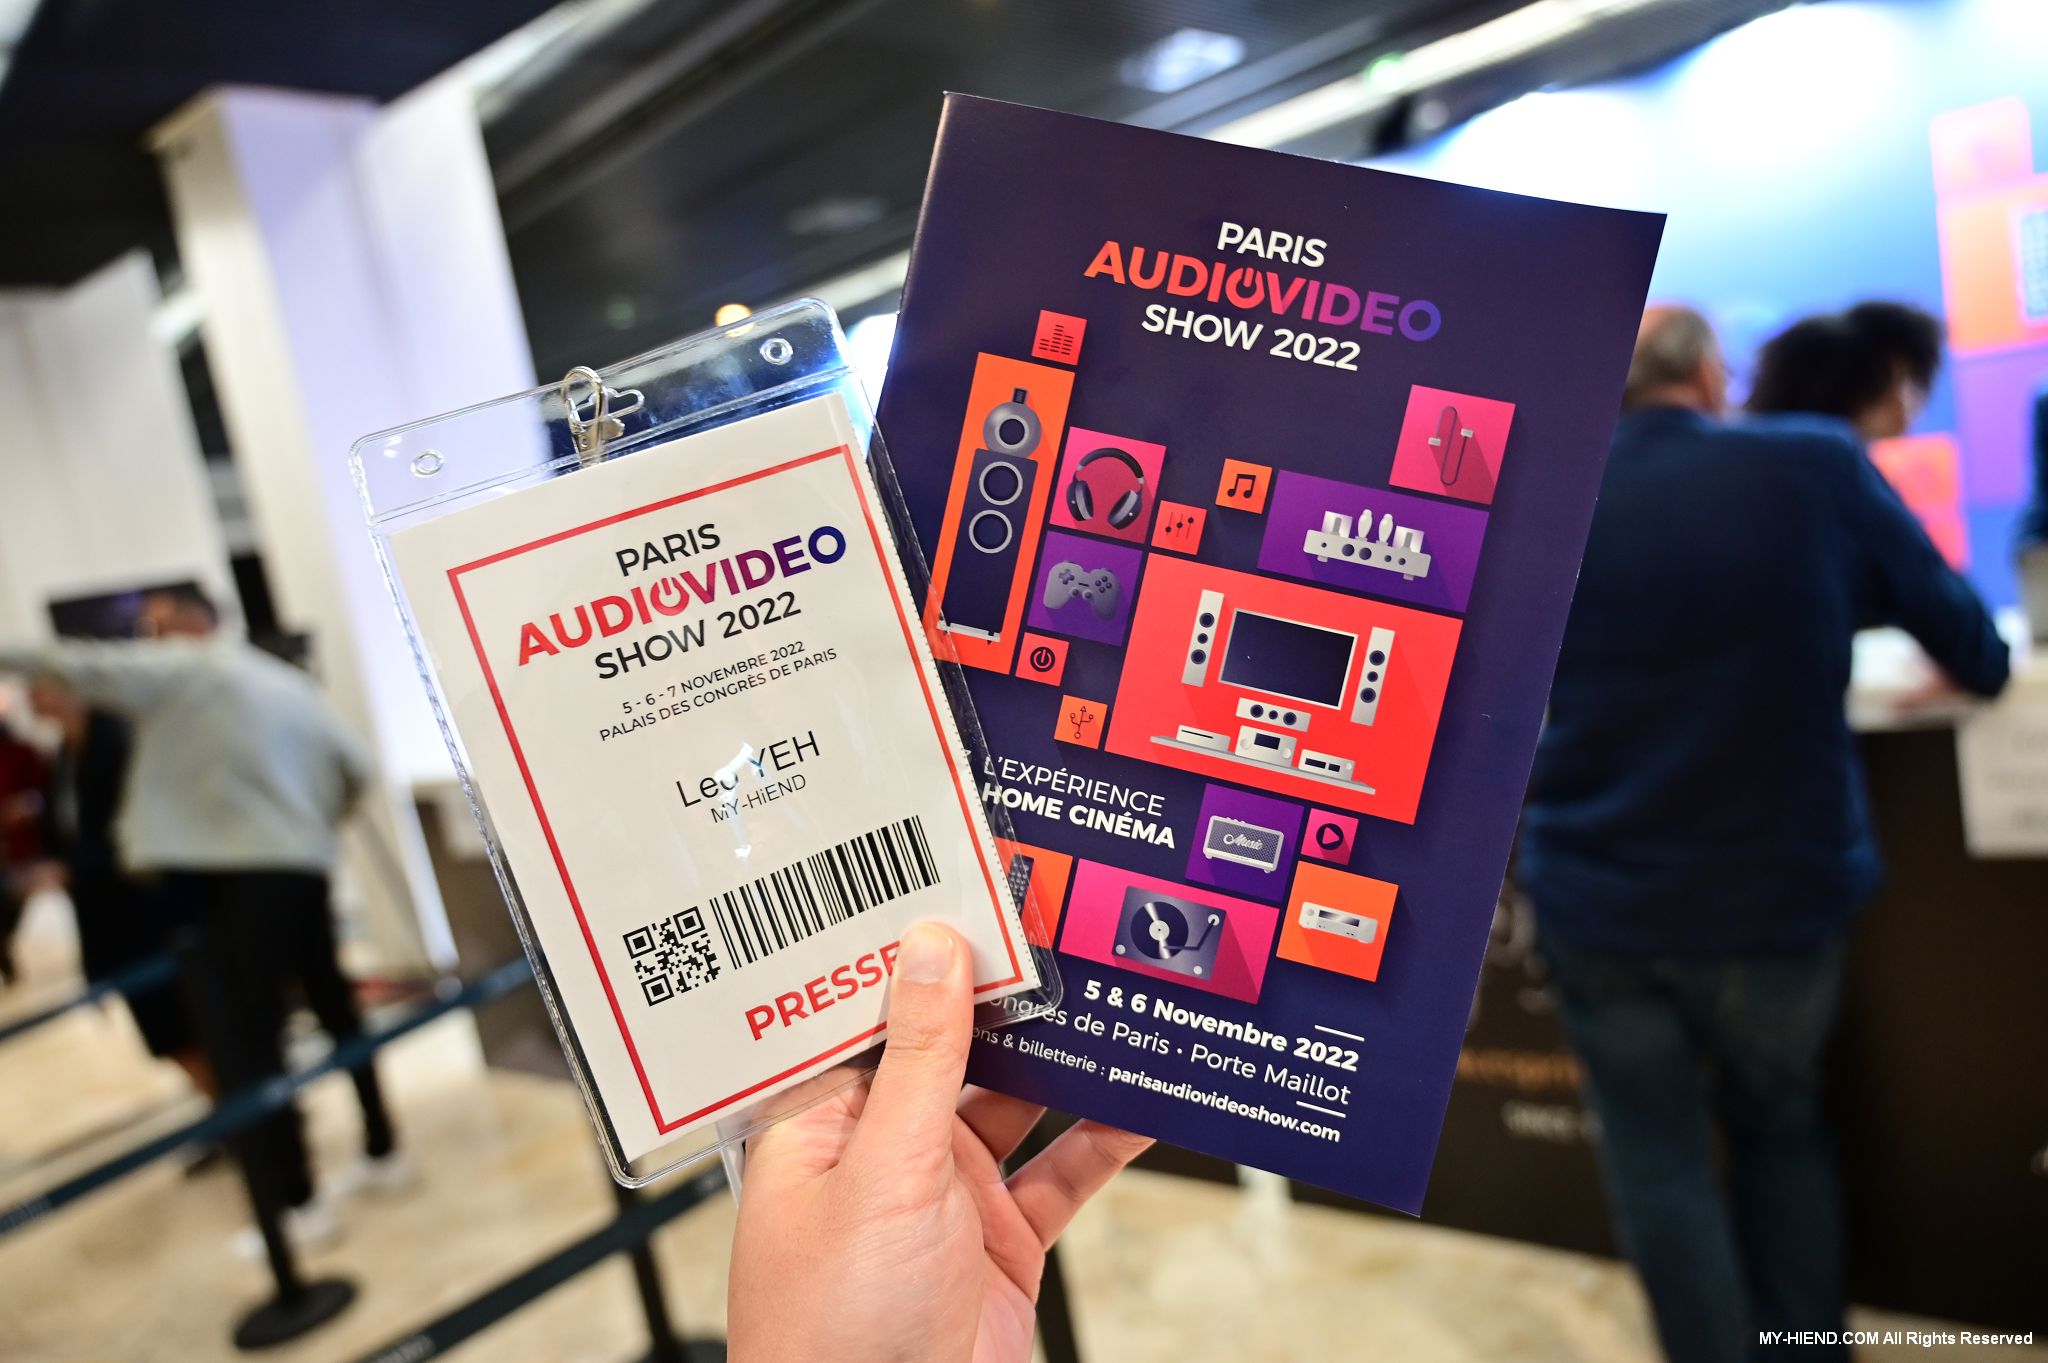 PARIS
AUDIOVIDEO
SHOW 2022
5 - 6 - 7 NOVEMBRE 2022
PALAIS DES CONGRÈS DE PARIS
Leo YEH
MY-HiEND
PRESSE
PARIS
AUDIOVIDEO
SHOW 2022
L'EXPÉRIENCE
HOME CINÉMA
Music
5 & 6 Novembre 2022
de Paris • Porte Maillot
& billetterie : parisaudiovideoshow.com
MY-HIEND.COM All Rights Reserved